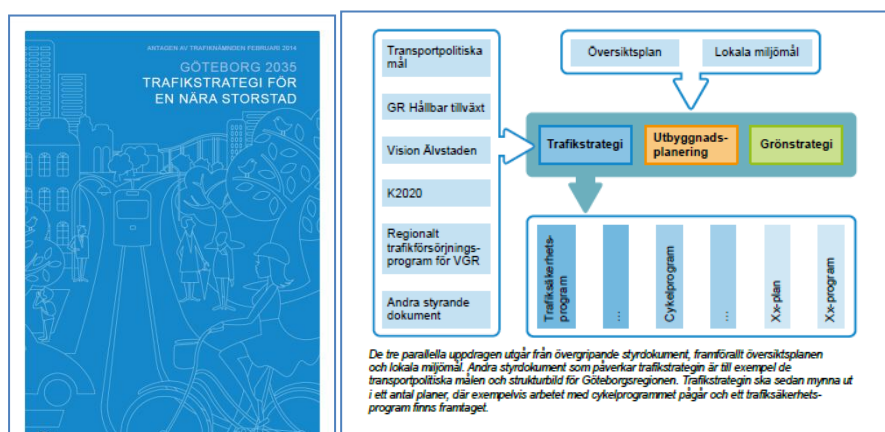 ANTAGEN AV TRAFIKNÄMNDEN FEBRUARI 2014
GÖTEBORG 2035
TRAFIKSTRATEGI FÖR
EN NÄRA STORSTAD
Transportpolitiska
mål
GR Hållbar tillväxt
Vision Älvstaden
K2020
Regionalt
trafikförsörjnings-
program för VGR
Andra styrande
dokument
Översiktsplan
Lokala miljömål
Trafikstrategi
Utbyggnads-
planering
Grönstrategi
Trafiksäkerhets-
program
...
Cykelprogram
...
Xx-plan
Xx-program
De tre parallella uppdragen utgår från övergripande styrdokument, framförallt översiktsplanen
och lokala miljömål. Andra styrdokument som påverkar trafikstrategin är till exempel de
transportpolitiska målen och strukturbild för Göteborgsregionen. Trafikstrategin ska sedan mynna ut
i ett antal planer, där exempelvis arbetet med cykelprogrammet pågår och ett trafiksäkerhets-
program finns framtaget.